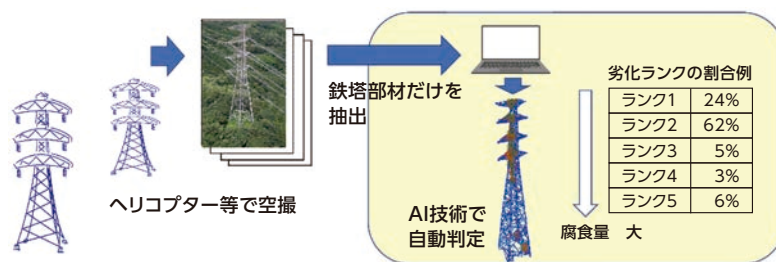 ヘリコプター等で空撮
鉄塔部材だけを
抽出
AI技術で
自動判定
劣化ランクの割合例
ランク1 24%
ランク2 62%
ランク3 5%
ランク4 3%
ランク5 6%
腐食量 大